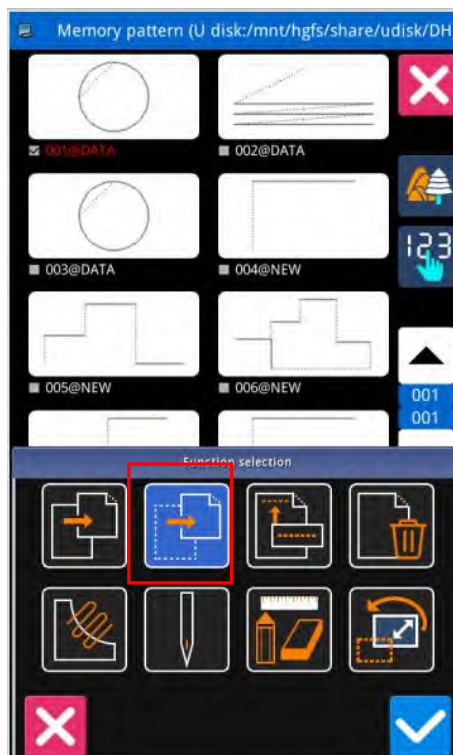 Memory pattern (U disk:/mnt/hgfs/share/udisk/DH
001@DATA
002@DATA
003@DATA
004@NEW
123
005@NEW
006@NEW
001
001
Function selection